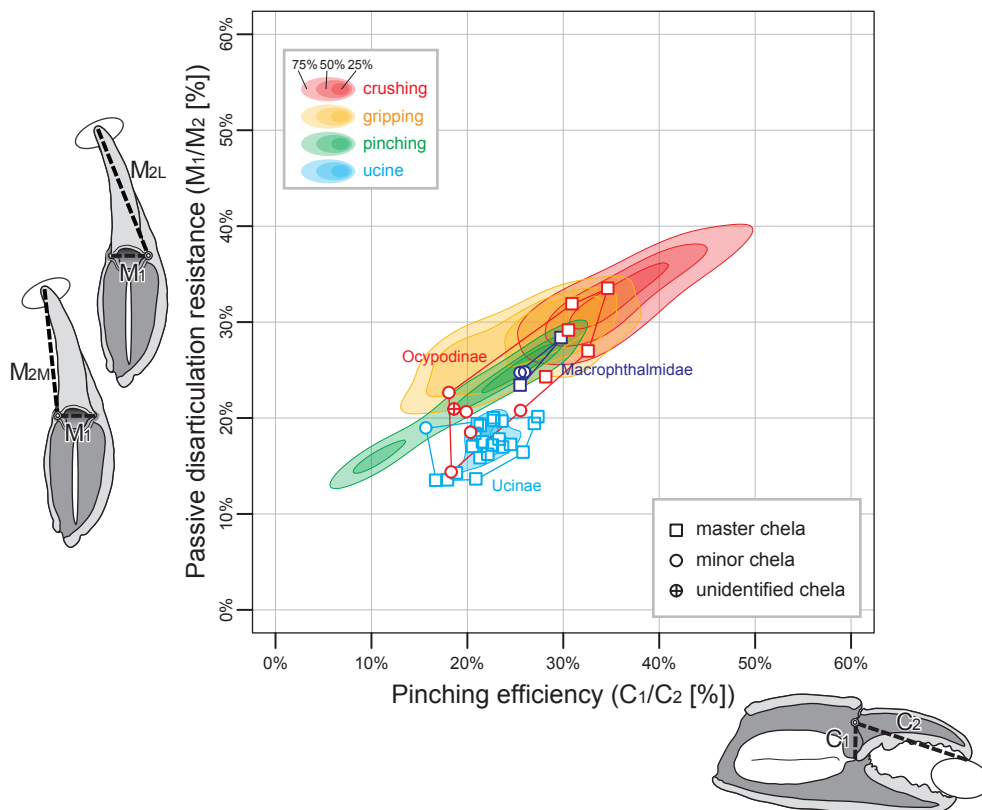 60%
50%
40%
30%
20%
10%
0%
Passive disarticulation resistance (M1/M2 [%])
75% 50% 25%
crushing
gripping
pinching
ucine
M2L
M1
M2M
M1
Ocypodinae
Macrophthalmidae
Ucinae
master chela
minor chela
unidentified chela
0% 10% 20% 30% 40% 50% 60%
Pinching efficiency (C1/C2 [%])
C1
C2